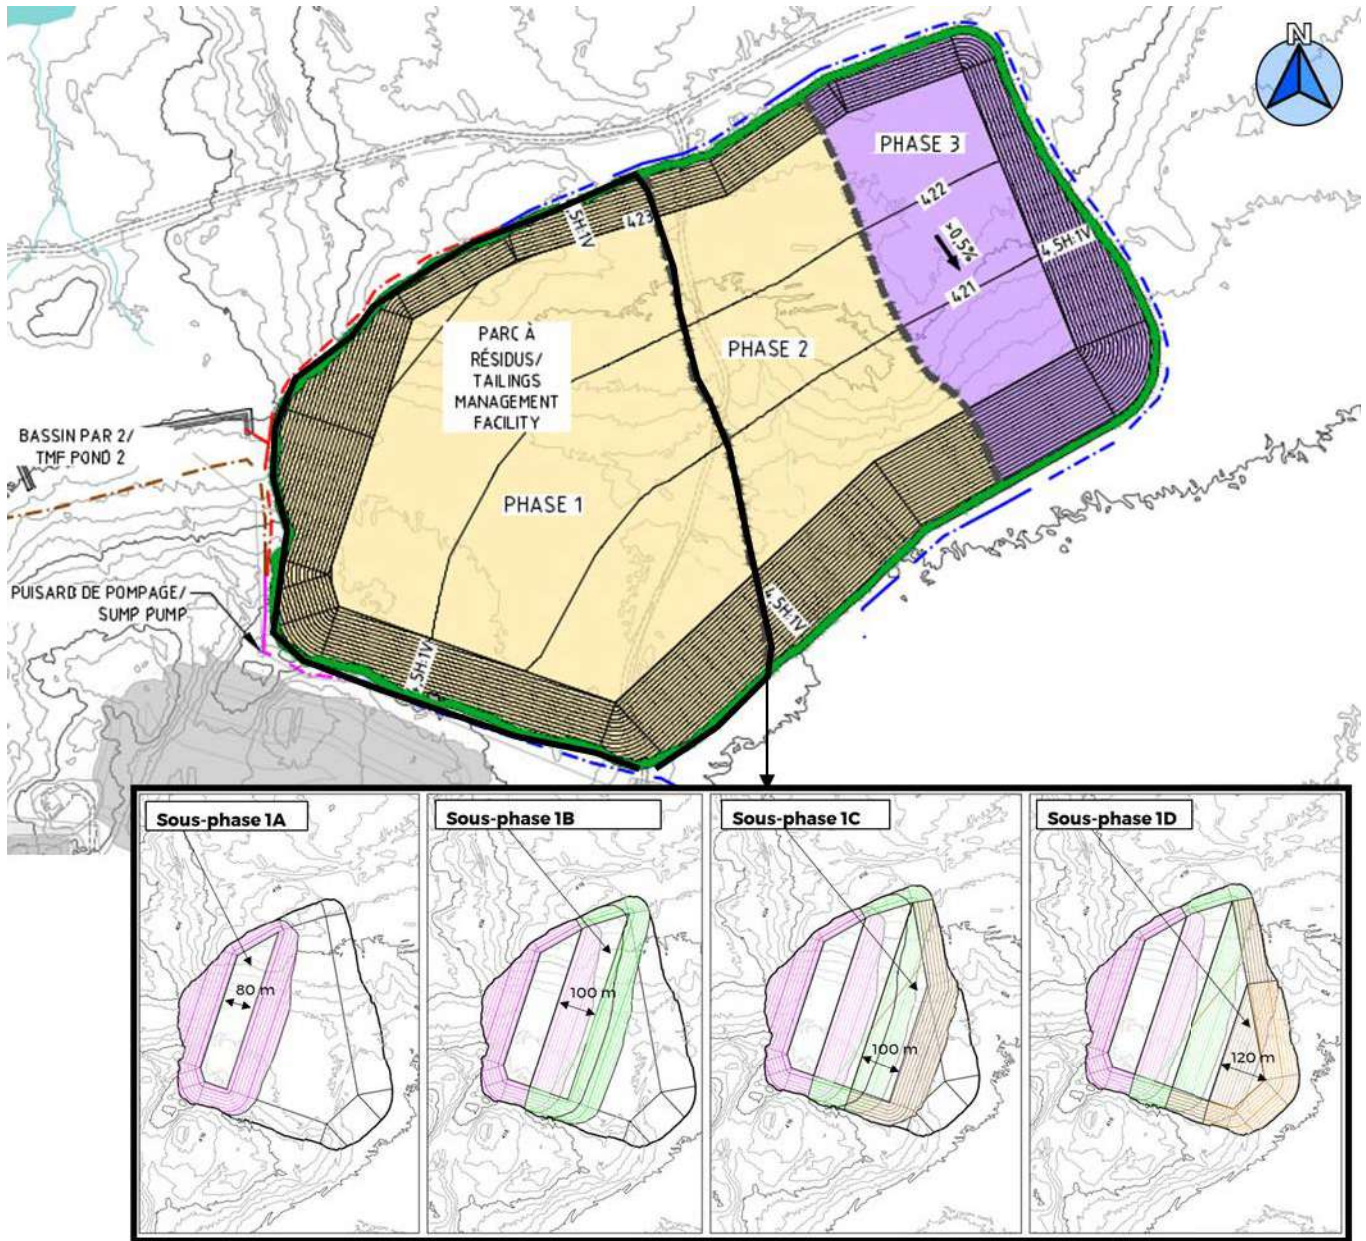 N
PHASE 3
422
±0.5%
421
4,5H:1V
423
,5H:1V
PARC À
RÉSIDUS/
TAILINGS
MANAGEMENT
FACILITY
PHASE 2
PHASE 1
BASSIN PAR 2/
TMF POND 2
PUISARD DE POMPAGE/
SUMP PUMP
4,5H:1V
4,5H:1V
Sous-phase 1A
80 m
Sous-phase 1B
100 m
Sous-phase 1C
100 m
Sous-phase 1D
120 m